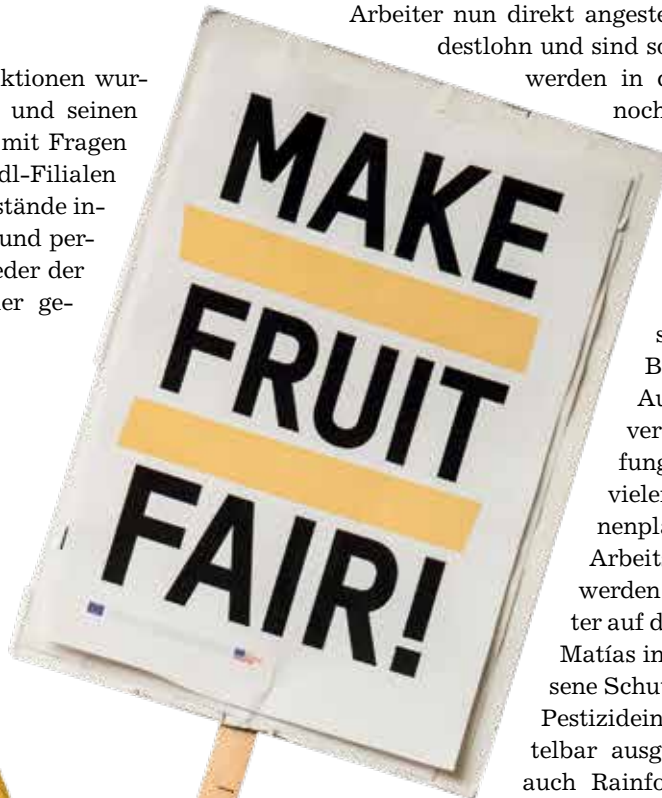 ktionen wur-
und seinen
mit Fragen
dl-Filialen
stände in-
und per-
eder der
er ge-
MAKE
FRUIT
FAIR!
Arbeiter nun direkt angeste
destlohn und sind so
werden in d
noch
s
B
Au
ver
fung
vieler
nenpla
Arbeit
werden
ter auf d
Matías in
sene Schu
Pestizidein
telbar ausg
auch Rainfo